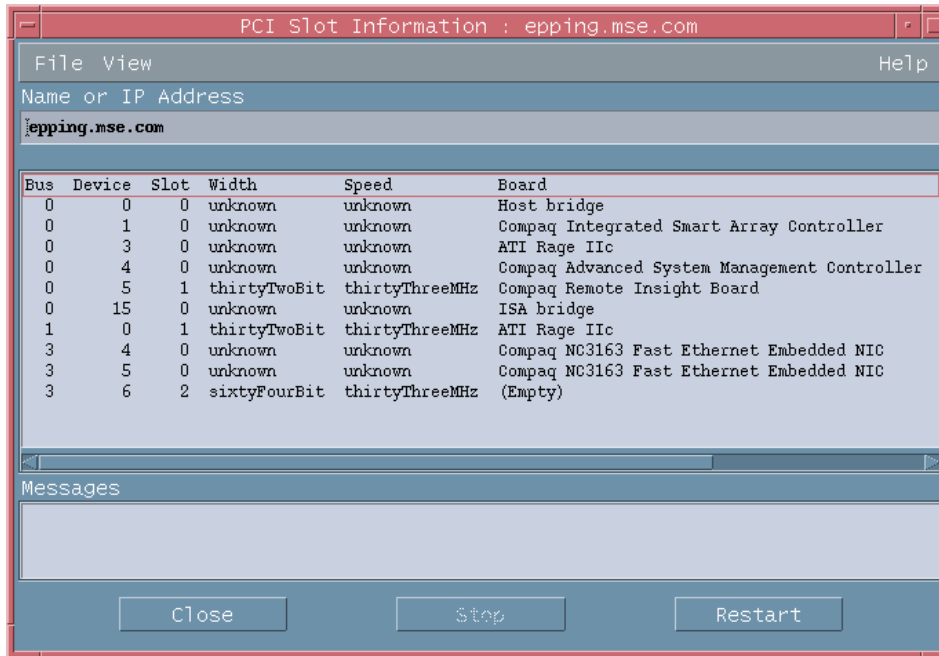 PCI Slot Information : epping.mse.com
File View Help
Name or IP Address
epping.mse.com
Bus Device Slot Width Speed Board
0 0 0 unknown unknown Host bridge
0 1 0 unknown unknown Compaq Integrated Smart Array Controller
0 3 0 unknown unknown ATI Rage IIc
0 4 0 unknown unknown Compaq Advanced System Management Controller
0 5 1 thirtyTwoBit thirtyThreeMHz Compaq Remote Insight Board
0 15 0 unknown unknown ISA bridge
1 0 1 thirtyTwoBit thirtyThreeMHz ATI Rage IIc
3 4 0 unknown unknown Compaq NC3163 Fast Ethernet Embedded NIC
3 5 0 unknown unknown Compaq NC3163 Fast Ethernet Embedded NIC
3 6 2 sixtyFourBit thirtyThreeMHz (Empty)
Messages
Close Stop Restart